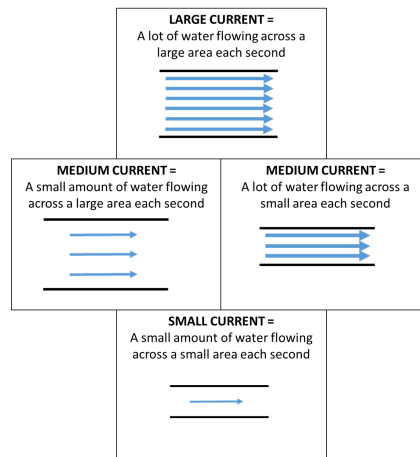 LARGE CURRENT =
A lot of water flowing across a
large area each second
MEDIUM CURRENT =
A small amount of water flowing
across a large area each second
MEDIUM CURRENT =
A lot of water flowing across a
small area each second
SMALL CURRENT =
A small amount of water flowing
across a small area each second